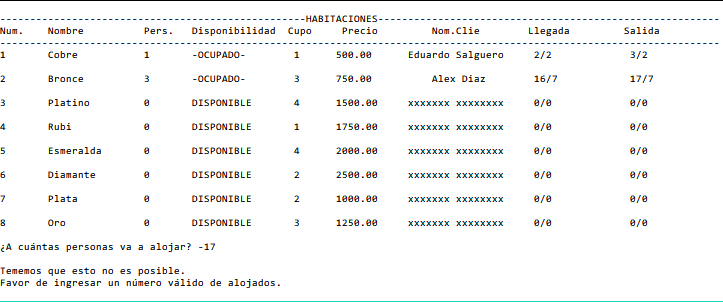 HABITACIONES
Num. Nombre Pers. Disponibilidad Cupo Precio Nom.Clie Llegada Salida
1 Cobre 1 -OCUPADO- 1 500.00 Eduardo Salguero 2/2 3/2
2 Bronce 3 -OCUPADO- 3 750.00 Alex Diaz 16/7 17/7
3 Platino 0 DISPONIBLE 4 1500.00 xxxxxxx xxxxxxxx 0/0 0/0
4 Rubi 0 DISPONIBLE 1 1750.00 xxxxxxx xxxxxxxx 0/0 0/0
5 Esmeralda 0 DISPONIBLE 4 2000.00 xxxxxxx xxxxxxxx 0/0 0/0
6 Diamante 0 DISPONIBLE 2 2500.00 xxxxxxx xxxxxxxx 0/0 0/0
7 Plata 0 DISPONIBLE 2 1000.00 xxxxxxx xxxxxxxx 0/0 0/0
8 Oro 0 DISPONIBLE 3 1250.00 xxxxxxx xxxxxxxx 0/0 0/0
¿A cuántas personas va a alojar? -17
Tememos que esto no es posible.
Favor de ingresar un número válido de alojados.